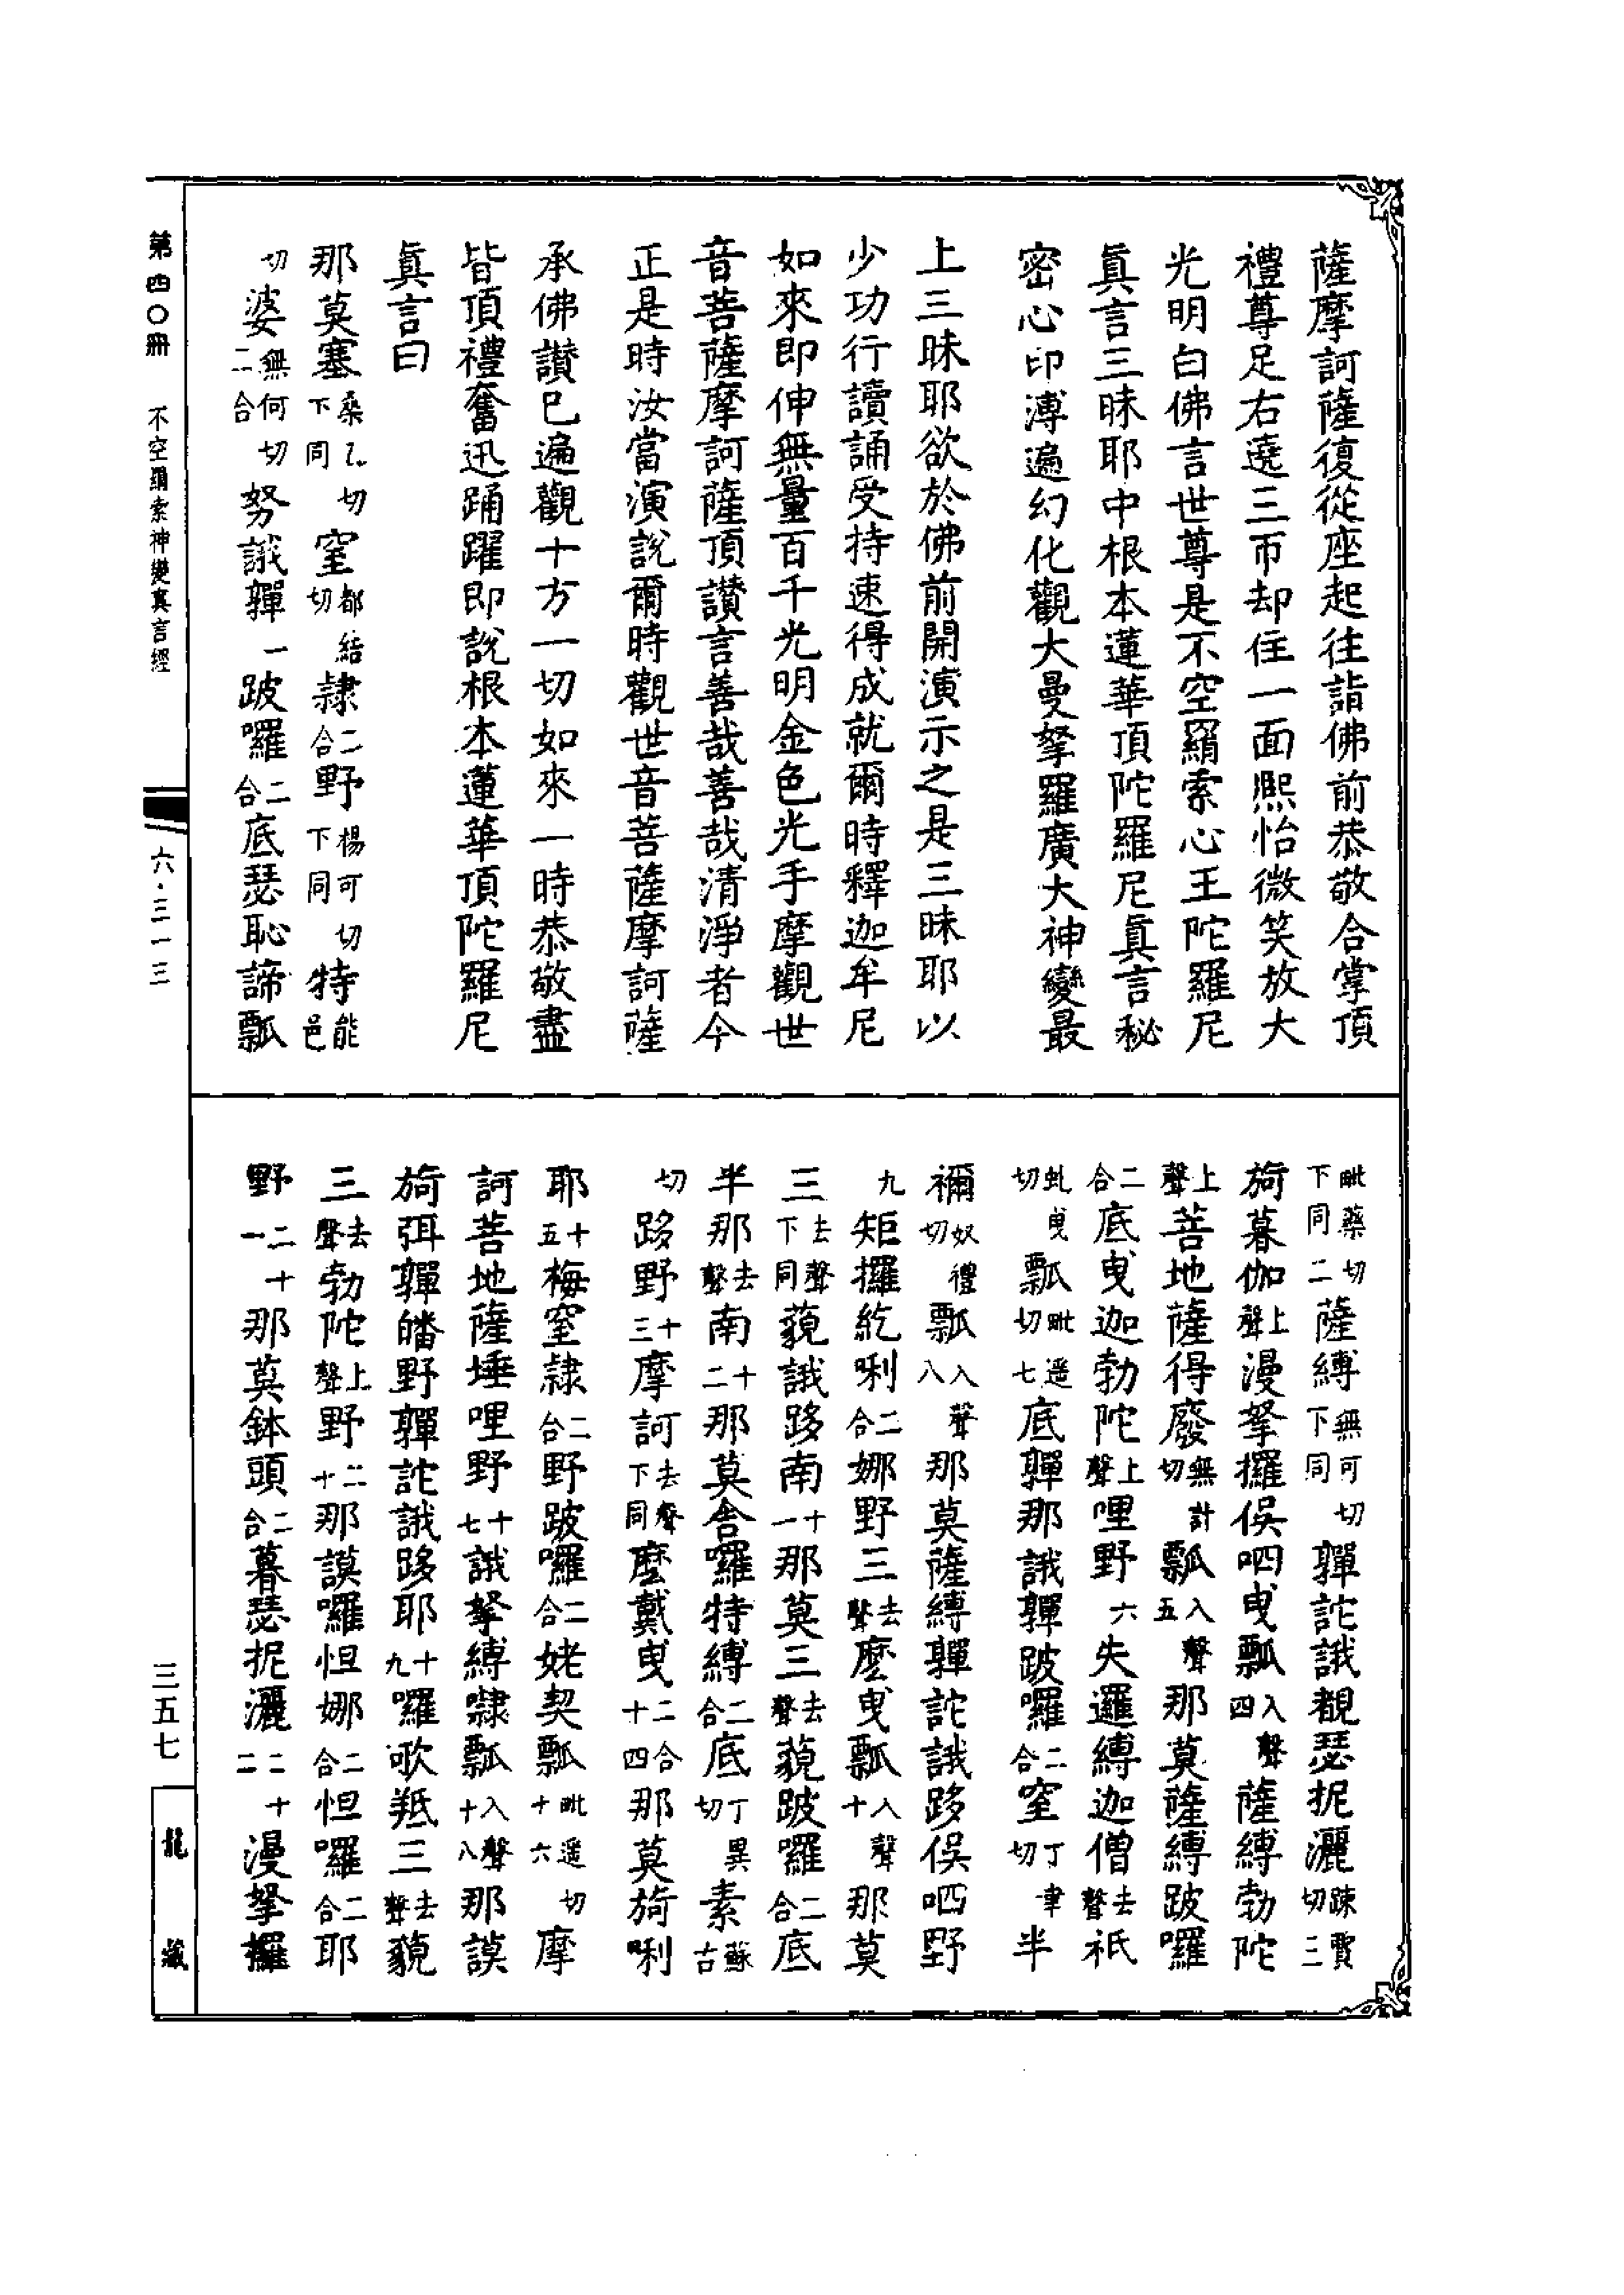 薩摩訶薩復從座起往詣佛前恭敬合掌頂
禮尊足右遶三帀却住一面熙怡微笑放大
光明白佛言世尊是不空羂索心王陀羅尼
眞言三昧耶中根本蓮華頂陀羅尼眞言秘
密心印溥遍幻化觀大曼拏羅廣大神變最
上三昧耶欲於佛前開演示之是三昧耶以
少功行讀誦受持速得成就爾時釋迦牟尼
如來即伸無量百千光明金色光手摩觀世
音菩薩摩訶薩頂讃言善哉善哉清淨者今
正是時汝當演說爾時觀世音菩薩摩訶薩
承佛讃已遍觀十方一切如來一時恭敬盡
皆頂禮奮迅踊躍即說根本蓮華頂陀羅尼
眞言曰
那莫塞桑乙切下同窒都結切隸二合野楊可切下同特能邑
切婆無何切二合努誐嚲一跛囉二合底瑟恥諦瓢
毗藥切下同二薩縛無可切下同嚲詑誐覩瑟抳灑疎賈切三
旖暮伽上聲漫拏攞俁呬曳瓢入聲四薩縛勃陀
上聲菩地薩得廢無計切瓢入聲五那莫薩縛跛囉
二合底曳迦勃陀上聲哩野六失邏縛迦僧去聲祇
虬曳切瓢毗遥切七底嚲那誐嚲跛囉二合窒丁聿切半
禰奴禮切瓢入聲八那莫薩縛嚲詑誐路俁呬野
九矩攞紇唎二合娜野三去聲麼曳瓢入聲十那莫
三去聲下同藐誐路南十一那莫三去聲藐跛囉二合底
半那去聲南十二那莫舍囉特縛二合底丁異切素蘇古
切路野十三摩訶去聲下同麼戴曳二合十四那莫旖唎
耶十五梅窒隸二合野跛囉二合姥契瓢毗遥切十六摩
訶菩地薩埵哩野十七誐拏縛㘑瓢入聲十八那謨
旖弭嚲皤野嚲詑誐路耶十九囉歌羝三去聲藐
三去聲勃陀上聲野二十那謨囉怛娜二合怛囉二合耶
野二十一那莫鉢頭二合暮瑟抳灑二十二漫拏攞
第四〇冊 不空羂索神變真言經
六·三一三
三五七
龍藏